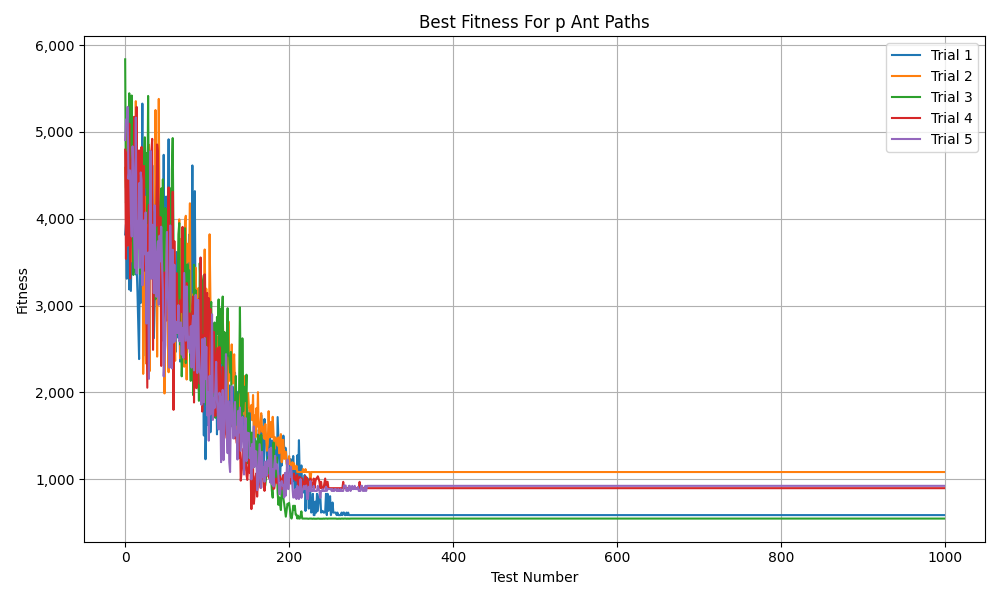 Best Fitness For p Ant Paths
6,000
5,000
4,000
3,000
2,000
1,000
Fitness
Trial 1
Trial 2
Trial 3
Trial 4
Trial 5
0 200 400 600 800 1000
Test Number